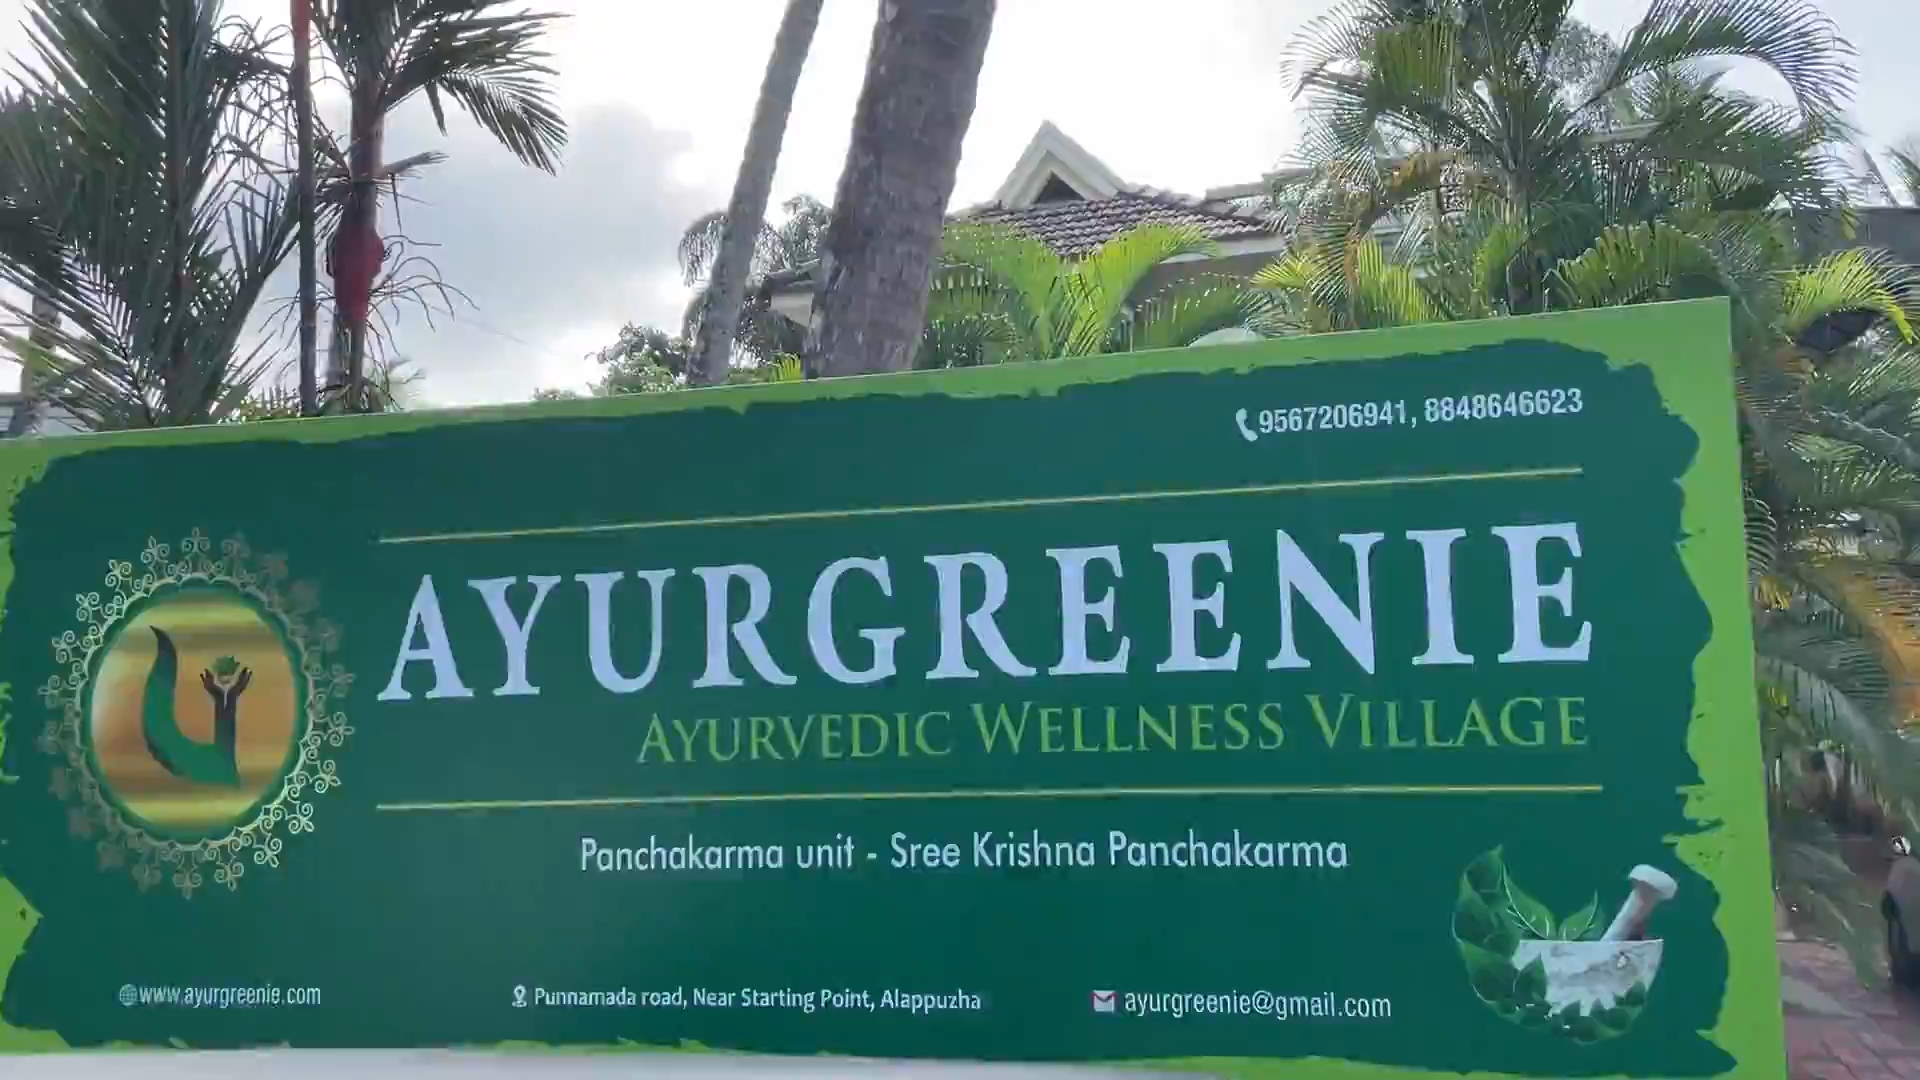 9567206941, 8848646623
AYURGREENIE
AYURVEDIC WELLNESS VILLAGE
Panchakarma unit - Sree Krishna Panchakarma
www.ayurgreenie.com
Punnamada road, Near Starting Point, Alappuzha
ayurgreenie@gmail.com